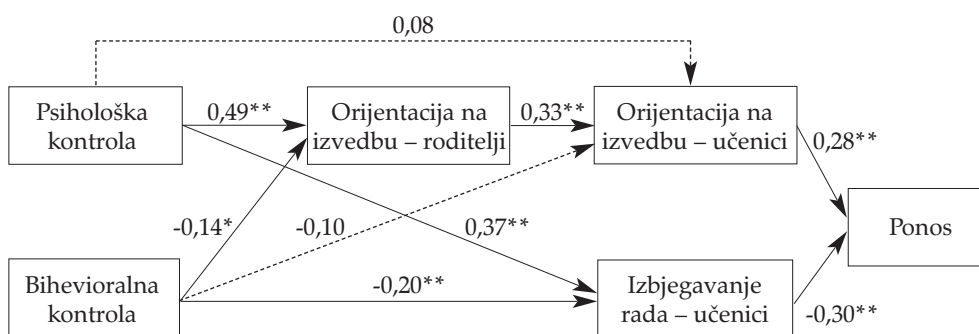 0,08
Psihološka
kontrola
0,49**
Orijentacija na
izvedbu – roditelji
0,33**
Orijentacija na
izvedbu – učenici
0,28**
-0,14*
-0,10
0,37**
Ponos
Bihevioralna
kontrola
-0,20**
Izbjegavanje
rada – učenici
-0,30**